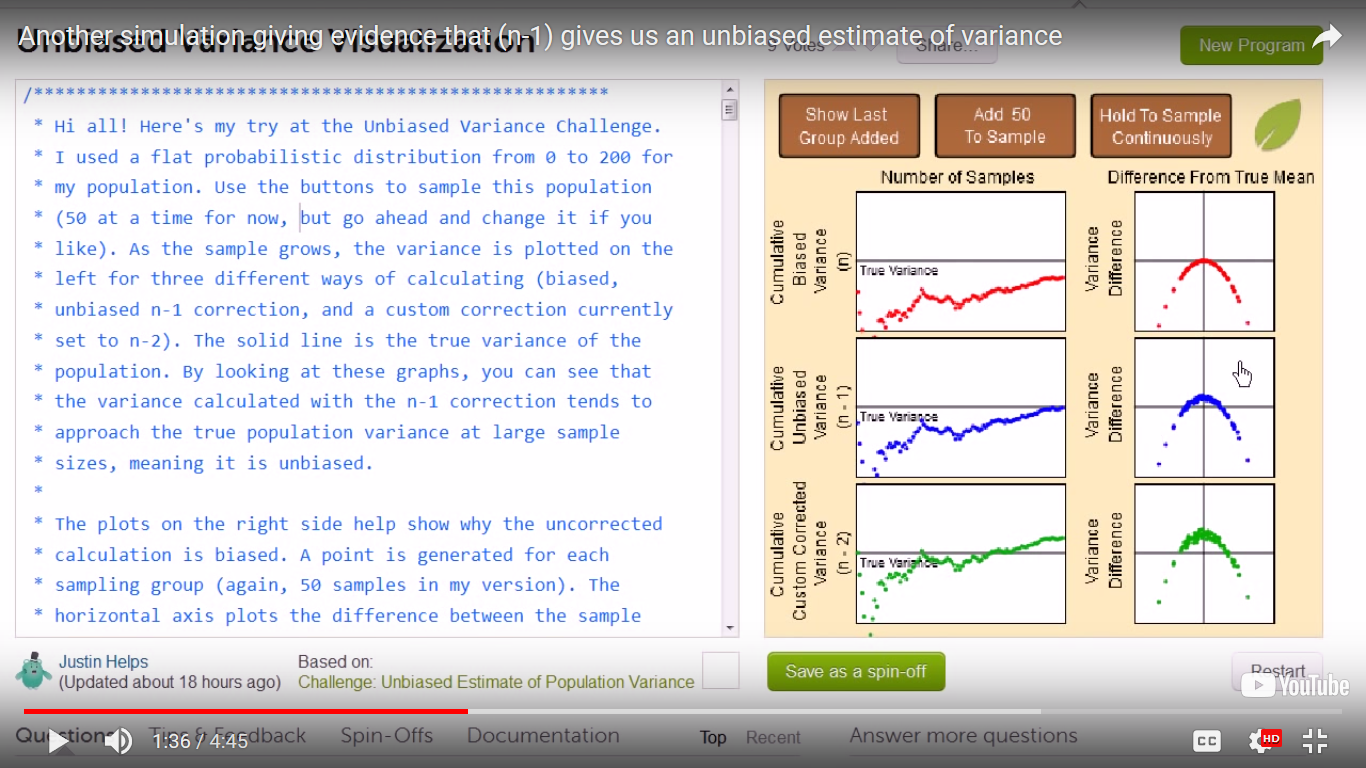 Another simulation giving evidence that (n-1) gives us an unbiased estimate of variance
Unbiased Variance Visualization
9 Votes
Share...
New Program
/******************************************************
* Hi all! Here's my try at the Unbiased Variance Challenge.
* I used a flat probabilistic distribution from 0 to 200 for
* my population. Use the buttons to sample this population
* (50 at a time for now, but go ahead and change it if you
* like). As the sample grows, the variance is plotted on the
* left for three different ways of calculating (biased,
* unbiased n-1 correction, and a custom correction currently
* set to n-2). The solid line is the true variance of the
* population. By looking at these graphs, you can see that
* the variance calculated with the n-1 correction tends to
* approach the true population variance at large sample
* sizes, meaning it is unbiased.
*
* The plots on the right side help show why the uncorrected
* calculation is biased. A point is generated for each
* sampling group (again, 50 samples in my version). The
* horizontal axis plots the difference between the sample
Show Last
Group Added
Add 50
To Sample
Hold To Sample
Continuously
Number of Samples
Difference From True Mean
Cumulative
Biased
Variance
(n)
True Variance
Variance
Difference
Cumulative
Unbiased
Variance
(n - 1)
True Variance
Variance
Difference
Cumulative
Custom Corrected
Variance
(n - 2)
True Variance
Variance
Difference
Justin Helps
(Updated about 18 hours ago)
Based on:
Challenge: Unbiased Estimate of Population Variance
Save as a spin-off
Restart
YouTube
Questions
Tips & Feedback
Spin-Offs
Documentation
Top
Recent
Answer more questions
1:36 / 4:45
CC
HD